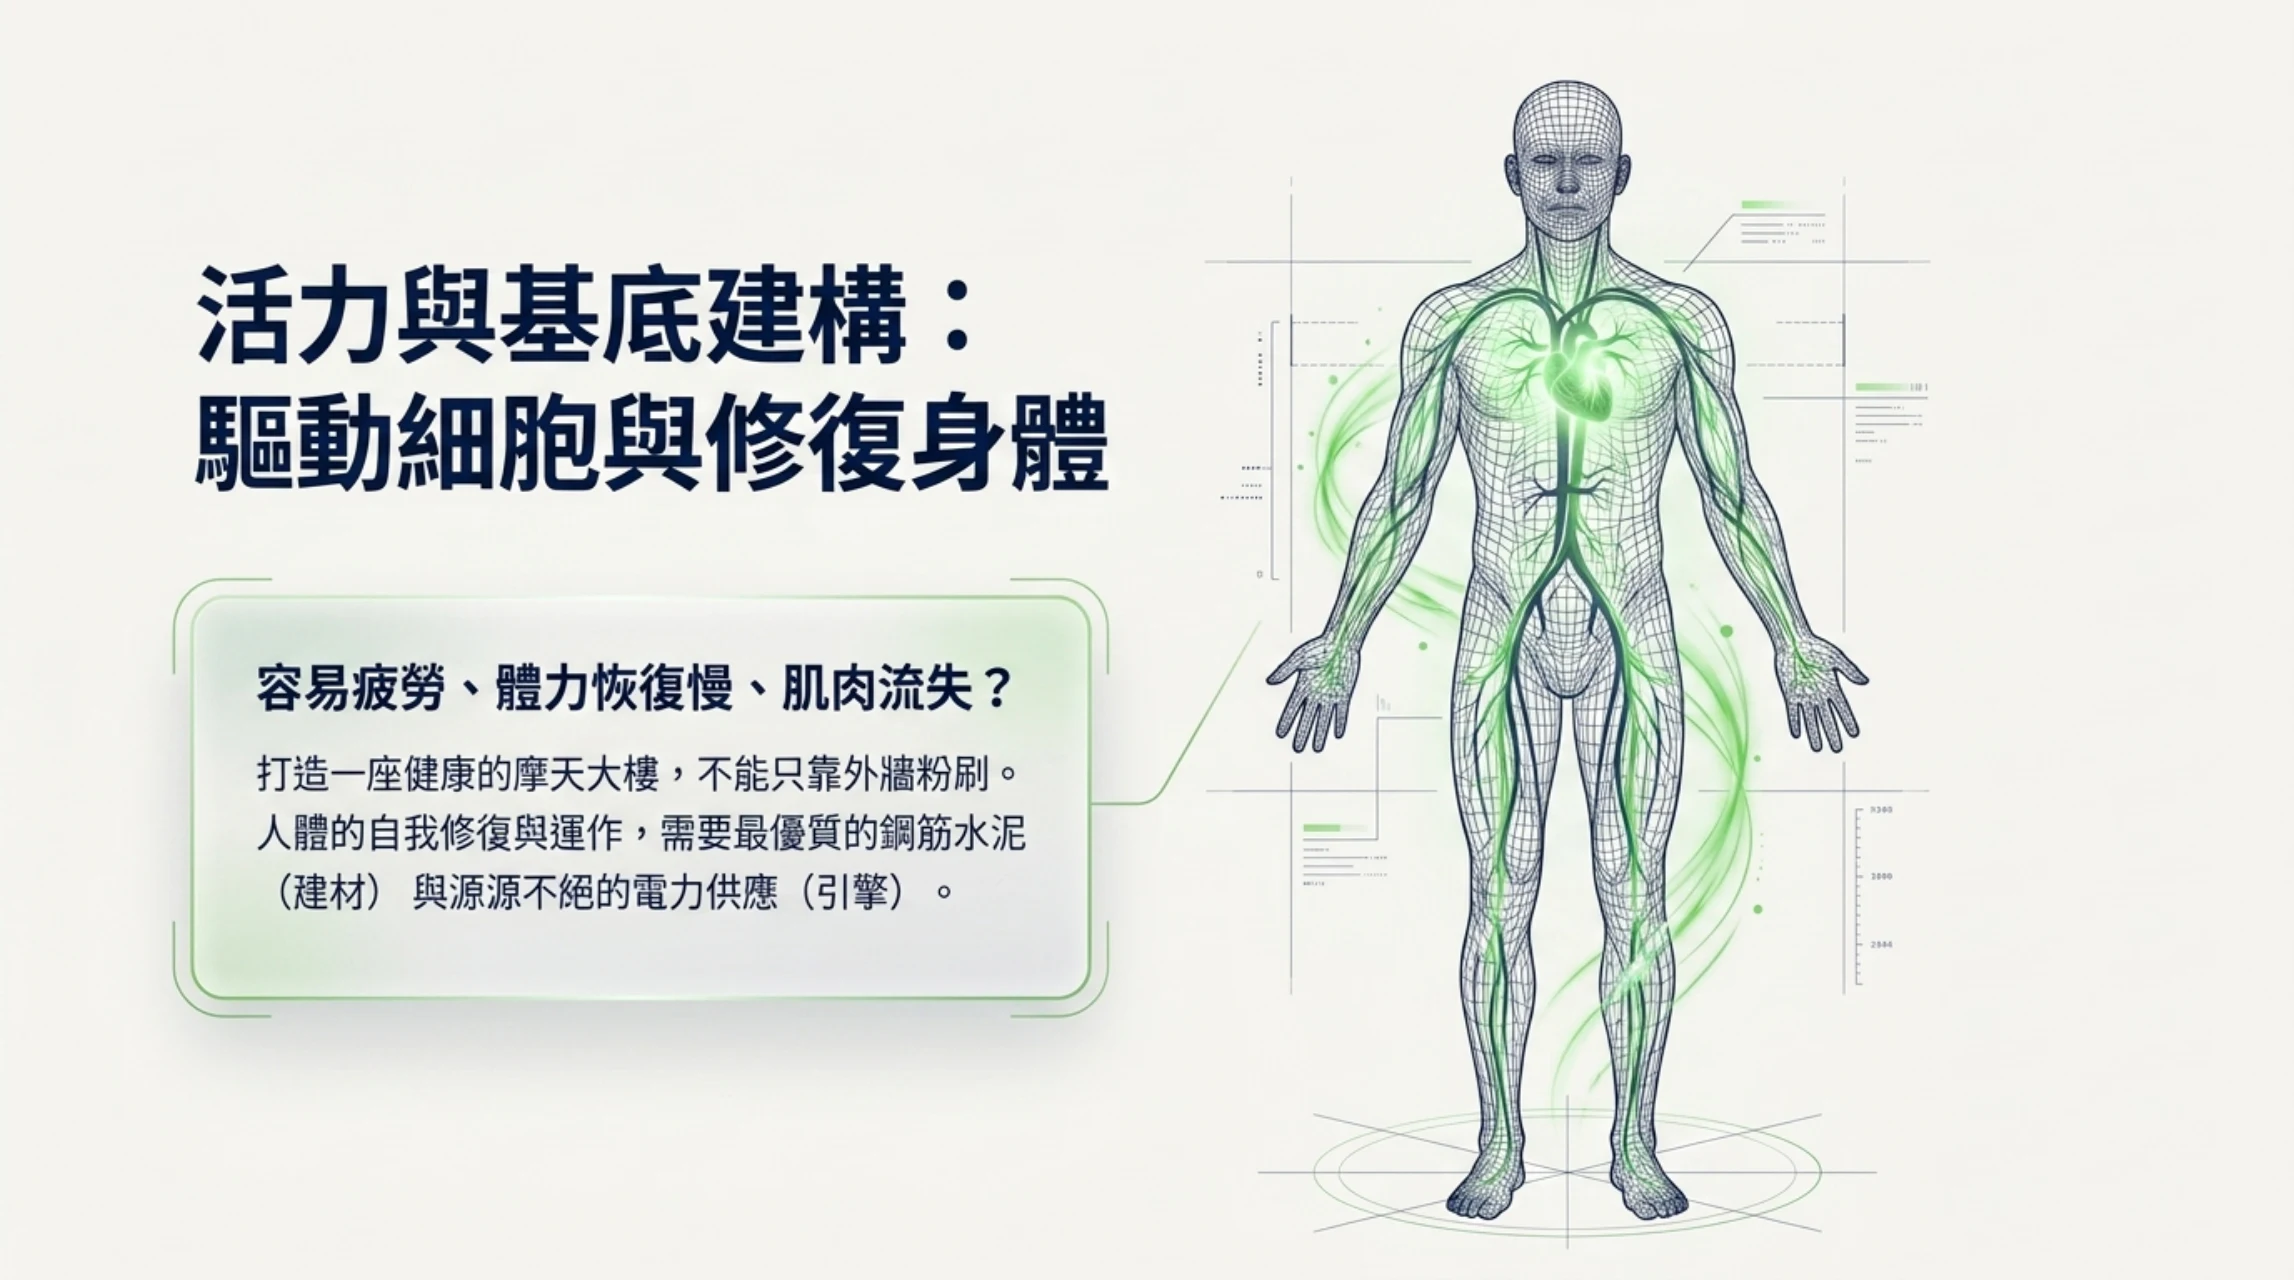 活力與基底建構：
驅動細胞與修復身體
容易疲勞、體力恢復慢、肌肉流失？
打造一座健康的摩天大樓，不能只靠外牆粉刷。
人體的自我修復與運作，需要最優質的鋼筋水泥
（建材） 與源源不絕的電力供應（引擎）。